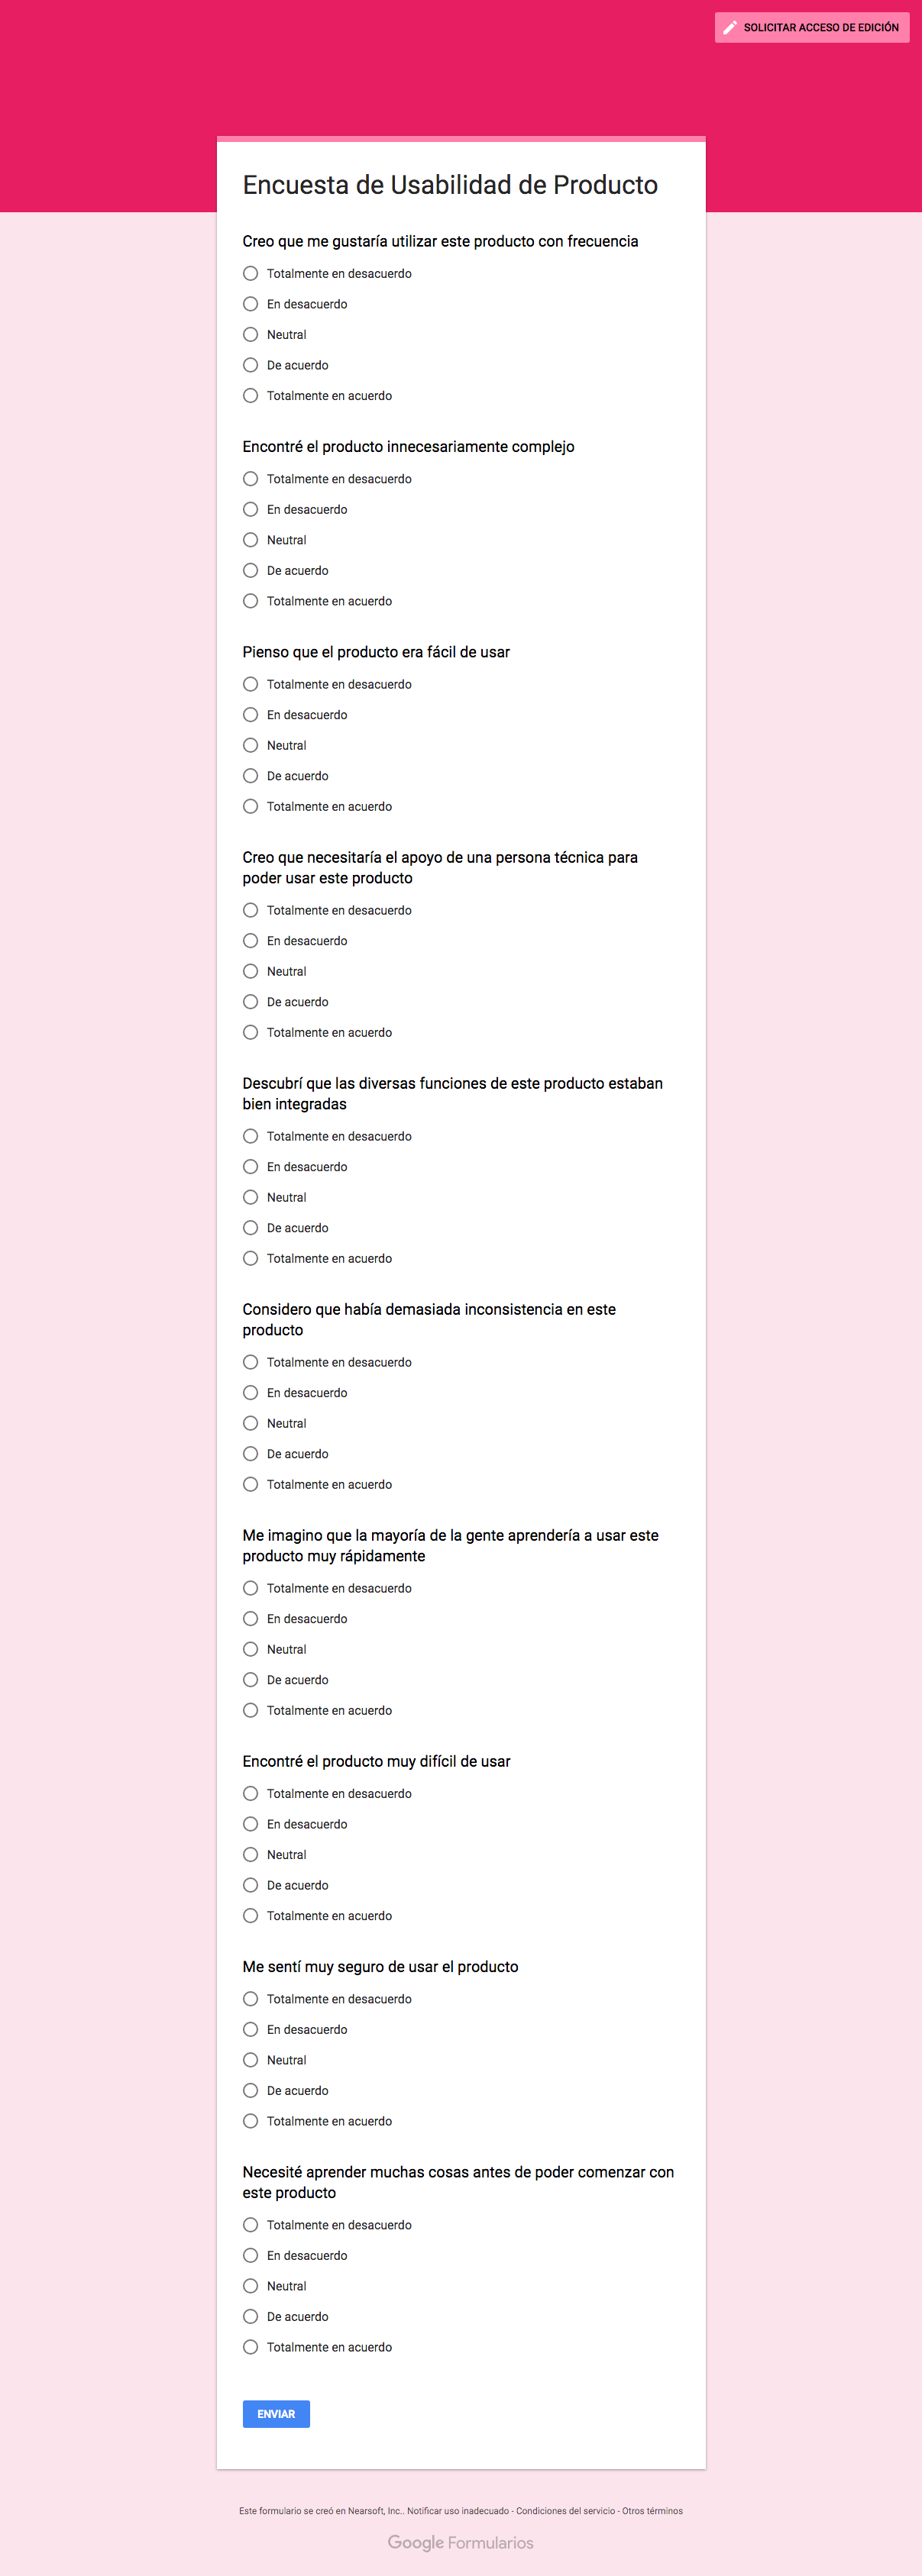 SOLICITAR ACCESO DE EDICIÓN
Encuesta de Usabilidad de Producto
Creo que me gustaría utilizar este producto con frecuencia
Totalmente en desacuerdo
En desacuerdo
Neutral
De acuerdo
Totalmente en acuerdo
Encontré el producto innecesariamente complejo
Totalmente en desacuerdo
En desacuerdo
Neutral
De acuerdo
Totalmente en acuerdo
Pienso que el producto era fácil de usar
Totalmente en desacuerdo
En desacuerdo
Neutral
De acuerdo
Totalmente en acuerdo
Creo que necesitaría el apoyo de una persona técnica para
poder usar este producto
Totalmente en desacuerdo
En desacuerdo
Neutral
De acuerdo
Totalmente en acuerdo
Descubrí que las diversas funciones de este producto estaban
bien integradas
Totalmente en desacuerdo
En desacuerdo
Neutral
De acuerdo
Totalmente en acuerdo
Considero que había demasiada inconsistencia en este
producto
Totalmente en desacuerdo
En desacuerdo
Neutral
De acuerdo
Totalmente en acuerdo
Me imagino que la mayoría de la gente aprendería a usar este
producto muy rápidamente
Totalmente en desacuerdo
En desacuerdo
Neutral
De acuerdo
Totalmente en acuerdo
Encontré el producto muy difícil de usar
Totalmente en desacuerdo
En desacuerdo
Neutral
De acuerdo
Totalmente en acuerdo
Me sentí muy seguro de usar el producto
Totalmente en desacuerdo
En desacuerdo
Neutral
De acuerdo
Totalmente en acuerdo
Necesité aprender muchas cosas antes de poder comenzar con
este producto
Totalmente en desacuerdo
En desacuerdo
Neutral
De acuerdo
Totalmente en acuerdo
ENVIAR
Este formulario se creó en Nearsoft, Inc.. Notificar uso inadecuado - Condiciones del servicio - Otros términos
Google Formularios